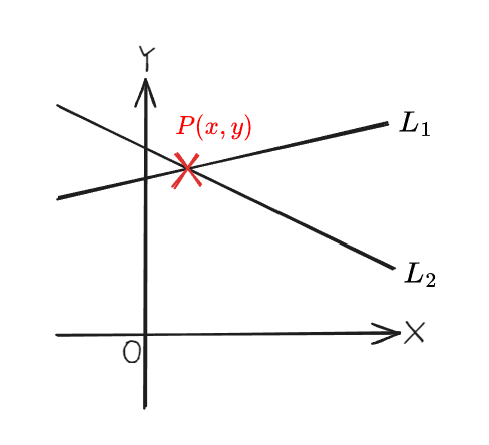 Y
P(x, y)
L₁
L₂
X
O